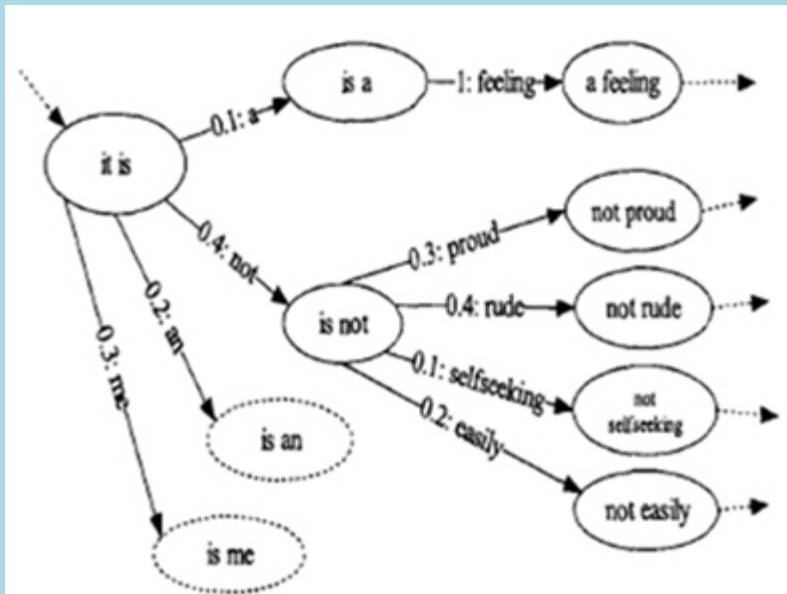 is a
1: feeling
a feeling
0.1: a
it is
not proud
0.4: not
0.3: proud
0.2: an
is not
0.4: rude
not rude
0.3: me
0.1: selfseeking
not
selfseeking
0.2: easily
is an
not easily
is me